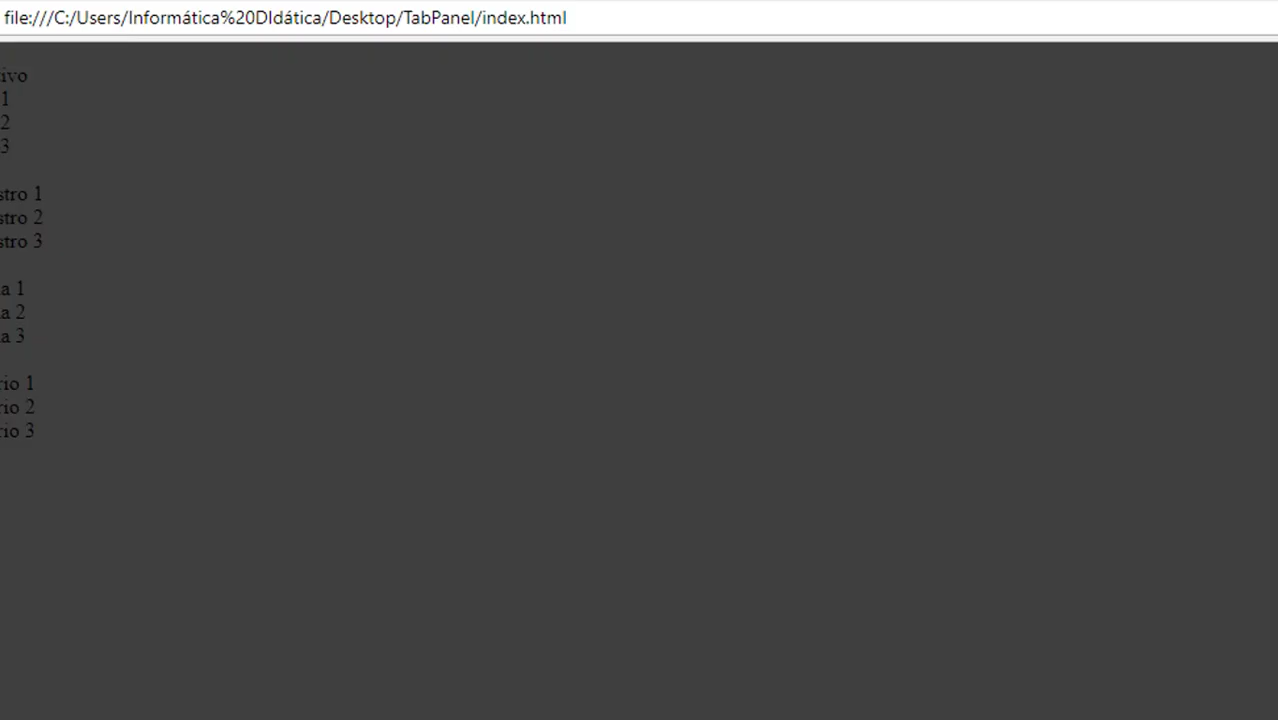 file:///C:/Users/Informática%20DIdática/Desktop/TabPanel/index.html
ivo
1
2
3
stro 1
stro 2
stro 3
a 1
a 2
a 3
rio 1
rio 2
rio 3